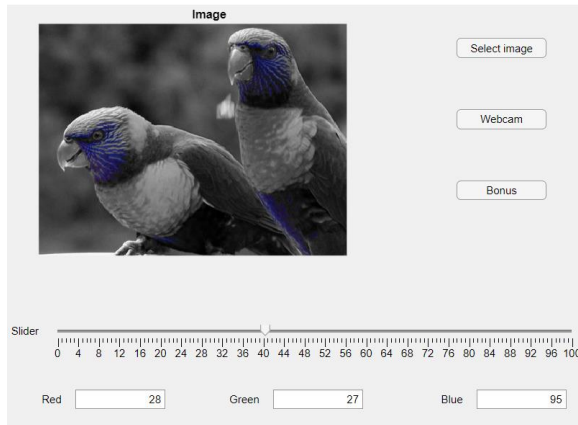 Image
Select image
Webcam
Bonus
Slider
0 4 8 12 16 20 24 28 32 36 40 44 48 52 56 60 64 68 72 76 80 84 88 92 96 100
Red 28 Green 27 Blue 95